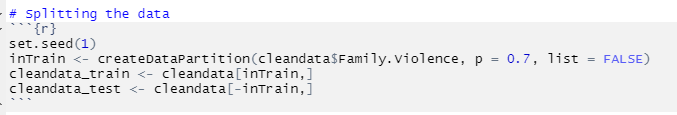 # Splitting the data
```{r}
set.seed(1)
inTrain <- createDataPartition(cleandata$Family.Violence, p = 0.7, list = FALSE)
cleandata_train <- cleandata[inTrain,]
cleandata_test <- cleandata[-inTrain,]
```